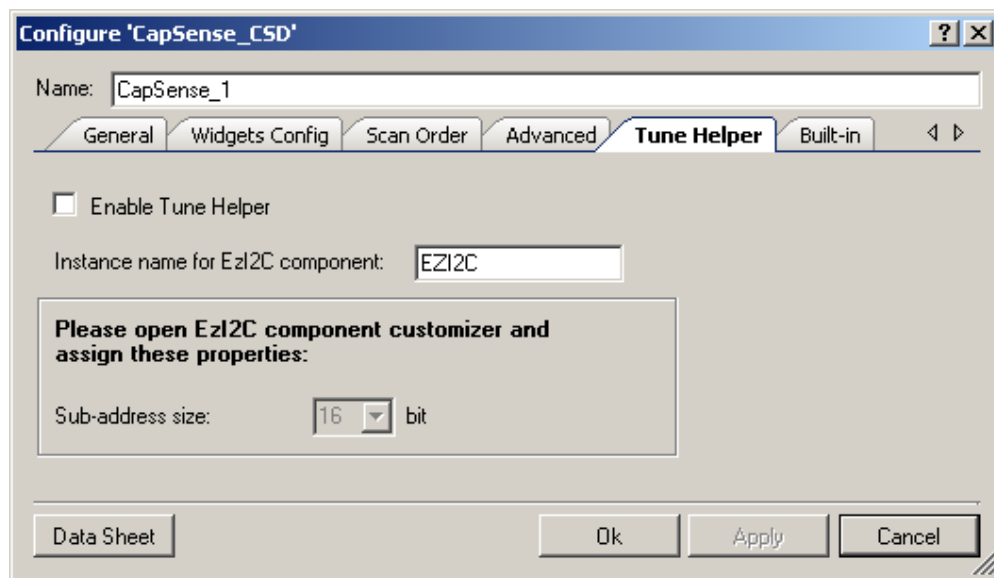 Configure 'CapSense_CSD'
Name: CapSense_1
General Widgets Config Scan Order Advanced Tune Helper Built-in
Enable Tune Helper
Instance name for EzI2C component: EZI2C
Please open EzI2C component customizer and
assign these properties:
Sub-address size: 16 bit
Data Sheet Ok Apply Cancel